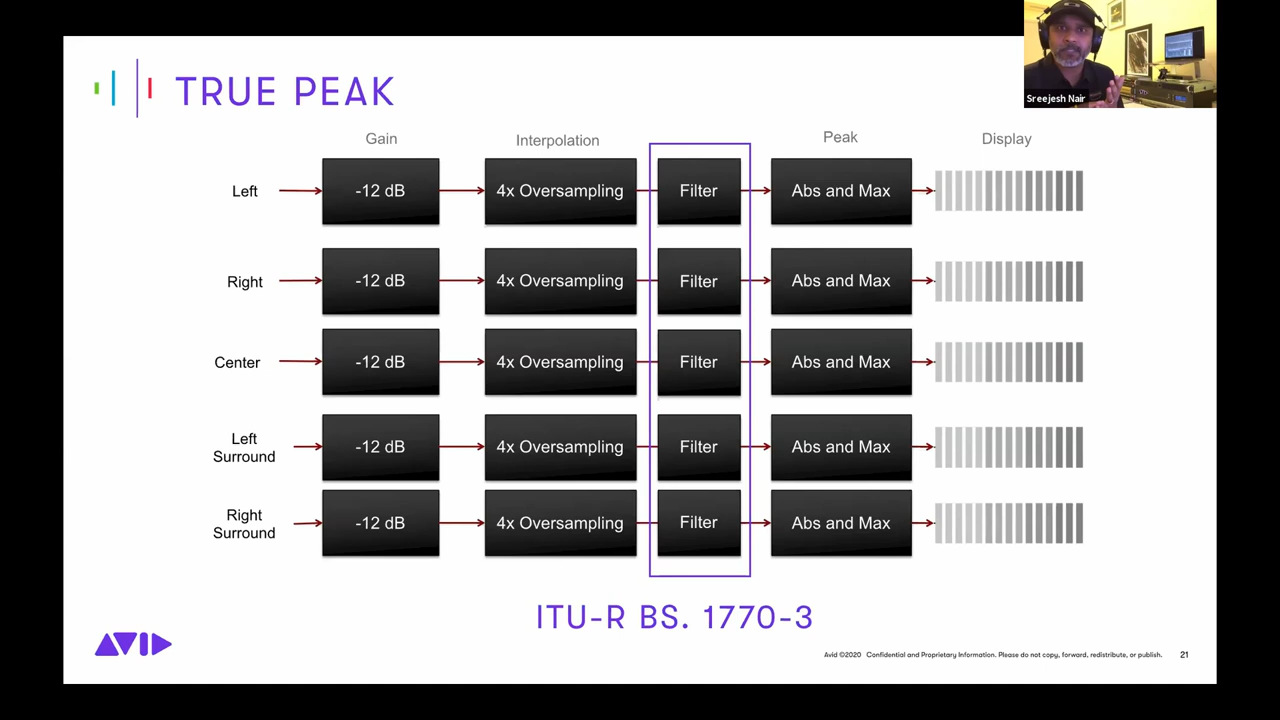 TRUE PEAK
Sreejesh Nair
Gain
Interpolation
Peak
Display
Left
-12 dB
4x Oversampling
Filter
Abs and Max
Right
-12 dB
4x Oversampling
Filter
Abs and Max
Center
-12 dB
4x Oversampling
Filter
Abs and Max
Left
Surround
-12 dB
4x Oversampling
Filter
Abs and Max
Right
Surround
-12 dB
4x Oversampling
Filter
Abs and Max
ITU-R BS. 1770-3
AVID
Avid ©2020 Confidential and Proprietary Information. Please do not copy, forward, redistribute, or publish.
21